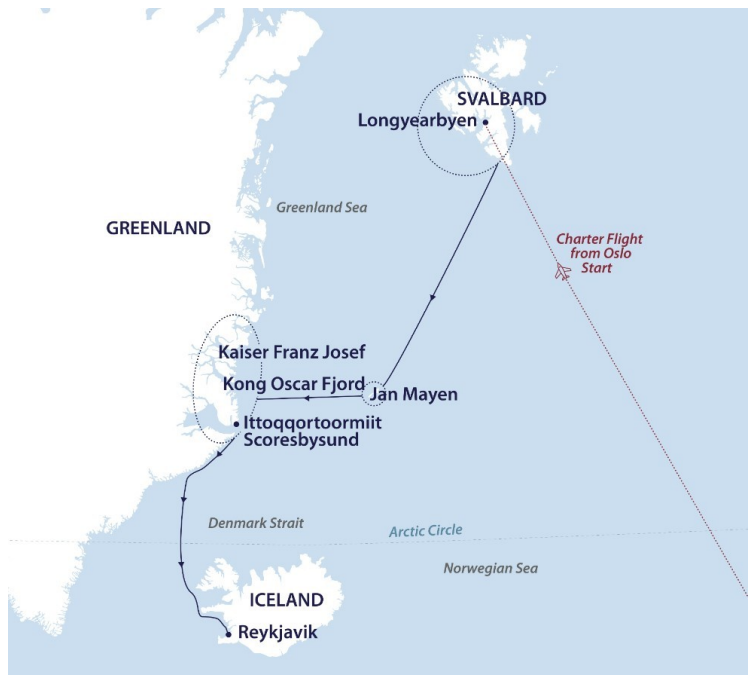 SVALBARD
Longyearbyen
Greenland Sea
GREENLAND
Charter Flight
from Oslo
Start
Kaiser Franz Josef
Kong Oscar Fjord
Jan Mayen
Ittoqqortoormiit
Scoresbysund
Denmark Strait
Arctic Circle
Norwegian Sea
ICELAND
Reykjavik